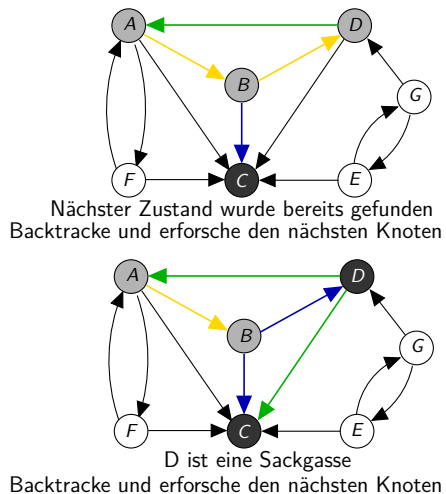 A
D
B
G
F
C
E
Nächster Zustand wurde bereits gefunden
Backtracke und erforsche den nächsten Knoten
A
D
B
G
F
C
E
D ist eine Sackgasse
Backtracke und erforsche den nächsten Knoten